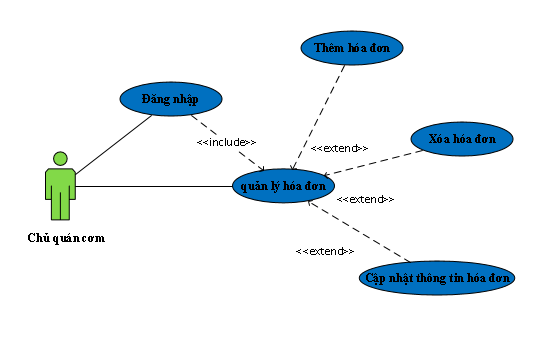 Thêm hóa đơn
Đăng nhập
<<include>>
<<extend>>
Xóa hóa đơn
quản lý hóa đơn
<<extend>>
Chủ quán cơm
<<extend>>
Cập nhật thông tin hóa đơn